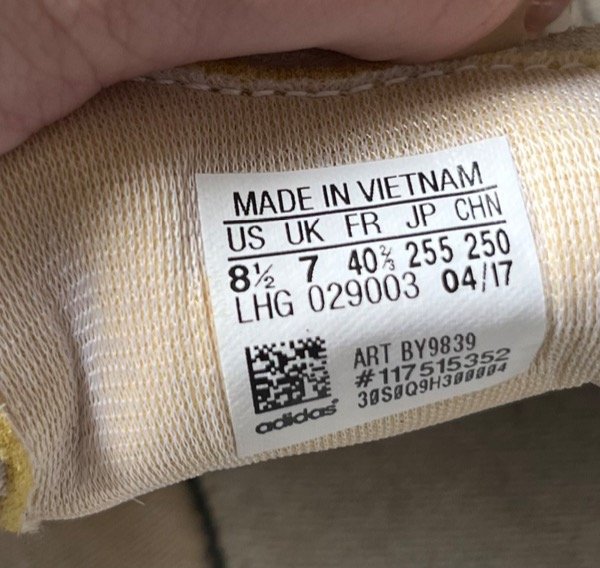 MADE IN VIETNAM
US UK FR JP CHN
8½ 7 40⅔ 255 250
LHG 029003 04/17
ART BY9839
#117515352
30S0Q9H300004
adidas